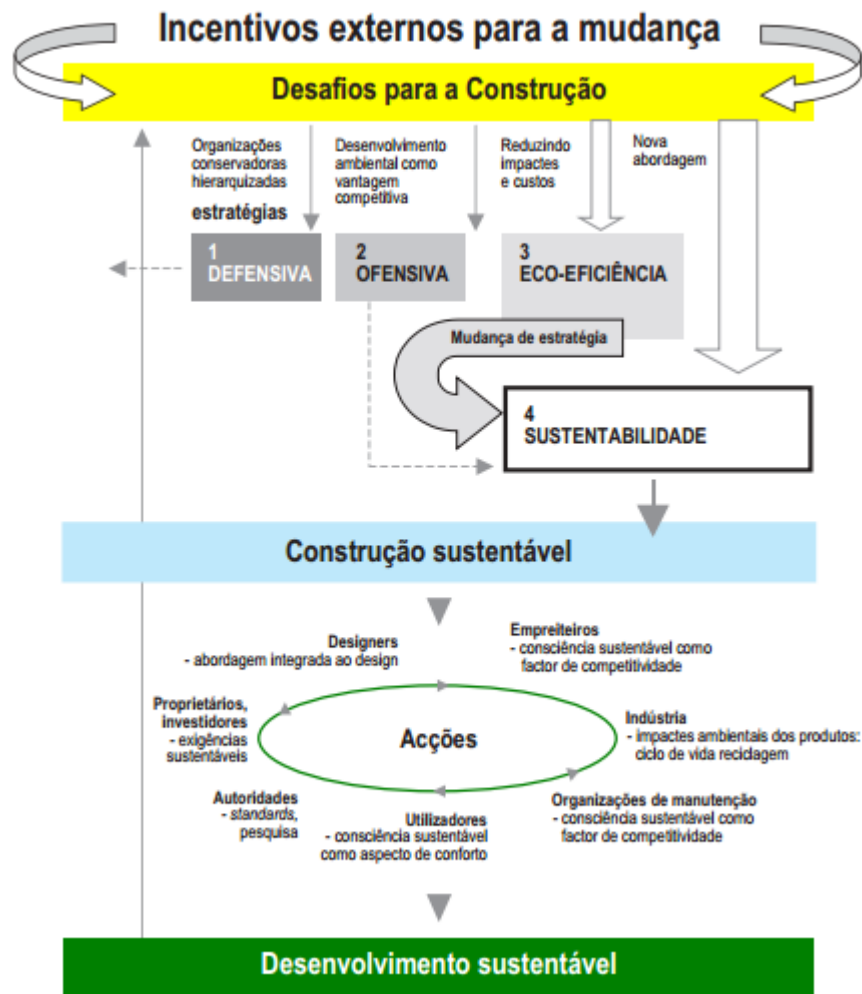 Incentivos externos para a mudança
Desafios para a Construção
Organizações
conservadoras
hierarquizadas
Desenvolvimento
ambiental como
vantagem
competitiva
Reduzindo
impactes
e custos
Nova
abordagem
estratégias
1
DEFENSIVA
2
OFENSIVA
3
ECO-EFICIÊNCIA
Mudança de estratégia
4
SUSTENTABILIDADE
Construção sustentável
Designers
- abordagem integrada ao design
Empreiteiros
- consciência sustentável como
factor de competitividade
Proprietários,
investidores
- exigências
sustentáveis
Acções
Indústria
- impactes ambientais dos produtos:
ciclo de vida reciclagem
Autoridades
- standards,
pesquisa
Utilizadores
- consciência sustentável
como aspecto de conforto
Organizações de manutenção
- consciência sustentável como
factor de competitividade
Desenvolvimento sustentável